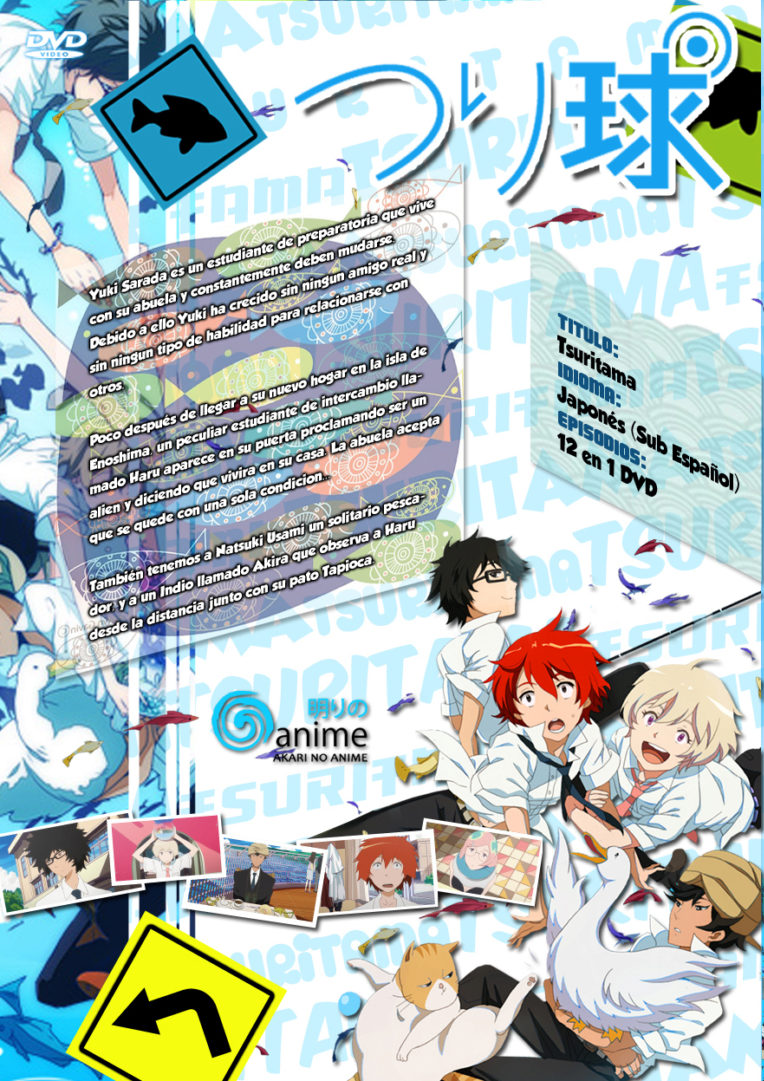 DVD
VIDEO
つり球
Yuki Sarada es un estudiante de preparatoria que vive
con su abuela y constantemente deben mudarse.
Debido a ello Yuki ha crecido sin ningun amigo real y
sin ningun tipo de habilidad para relacionarse con
otros.
Poco después de llegar a su nuevo hogar en la isla de
Enoshima, un peculiar estudiante de intercambio lla-
mado Haru aparece en su puerta proclamando ser un
alien y diciendo que vivira en su casa. La abuela acepta
que se quede con una sola condicion...
También tenemos a Natsuki Usami un solitario pesca-
dor, y a un Indio llamado Akira que observa a Haru
desde la distancia junto con su pato Tapioca.
TITULO:
Tsuritama
IDIOMA:
Japonés (Sub Español)
EPISODIOS:
12 en 1 DVD
明りの
anime
AKARI NO ANIME